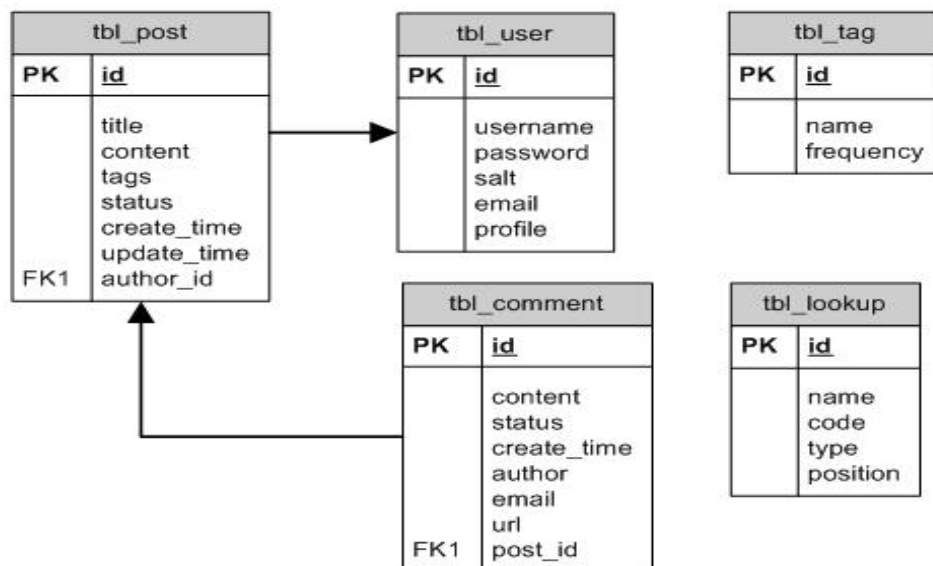 tbl_post
PK id
title
content
tags
status
create_time
update_time
FK1 author_id
tbl_user
PK id
username
password
salt
email
profile
tbl_tag
PK id
name
frequency
tbl_comment
PK id
content
status
create_time
author
email
url
FK1 post_id
tbl_lookup
PK id
name
code
type
position